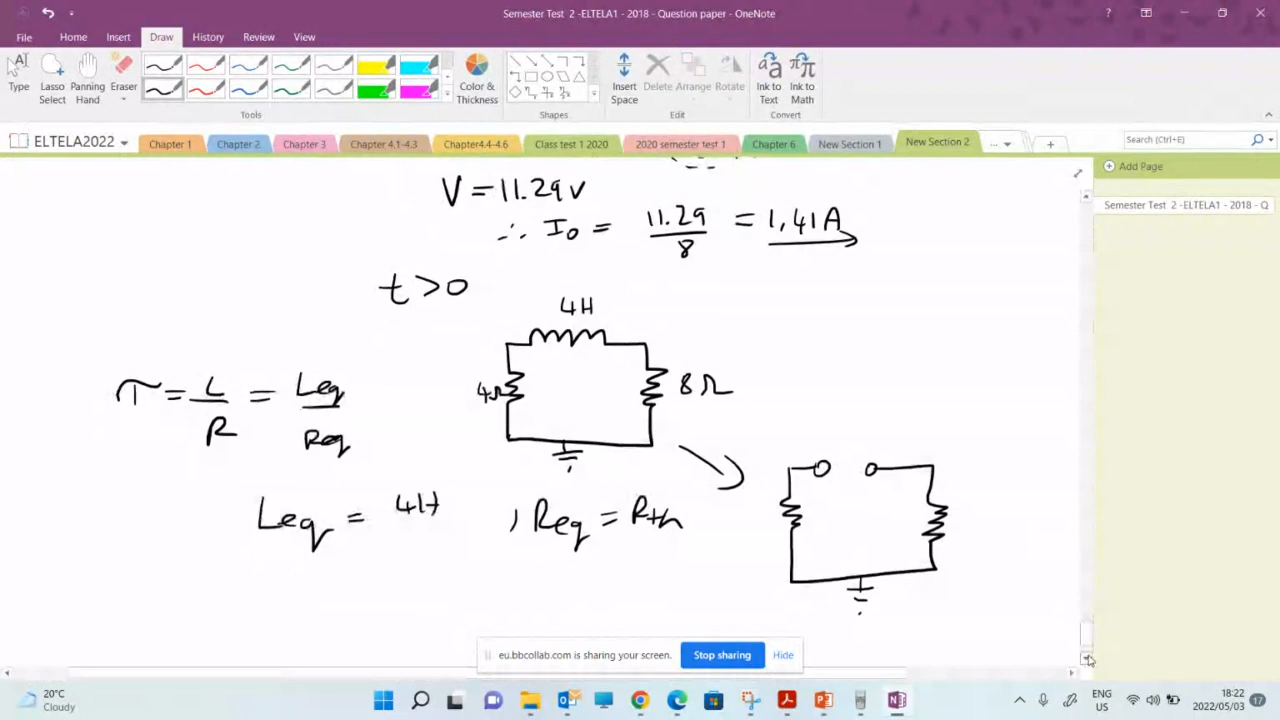 Semester Test 2 -ELTELA1 - 2018 - Question paper - OneNote
File Home Insert Draw History Review View
Type Lasso Select Panning Hand Eraser Color & Thickness Insert Space Delete Arrange Rotate Ink to Text Ink to Math
Tools Shapes Edit Convert
ELTELA2022 Chapter 1 Chapter 2 Chapter 3 Chapter 4.1-4.3 Chapter4.4-4.6 Class test 1 2020 2020 semester test 1 Chapter 6 New Section 1 New Section 2 ... Search (Ctrl+E)
Add Page
Semester Test 2 -ELTELA1 - 2018 - Q
V = 11.29v
∴ I₀ = 11.29/8 = 1,41A
t > 0
4H
4Ω 8Ω
τ = L/R = Leq/Req
Leq = 4H , Req = Rth
eu.bbcollab.com is sharing your screen. Stop sharing Hide
20°C
Cloudy
ENG
UK
18:22
2022/05/03
17